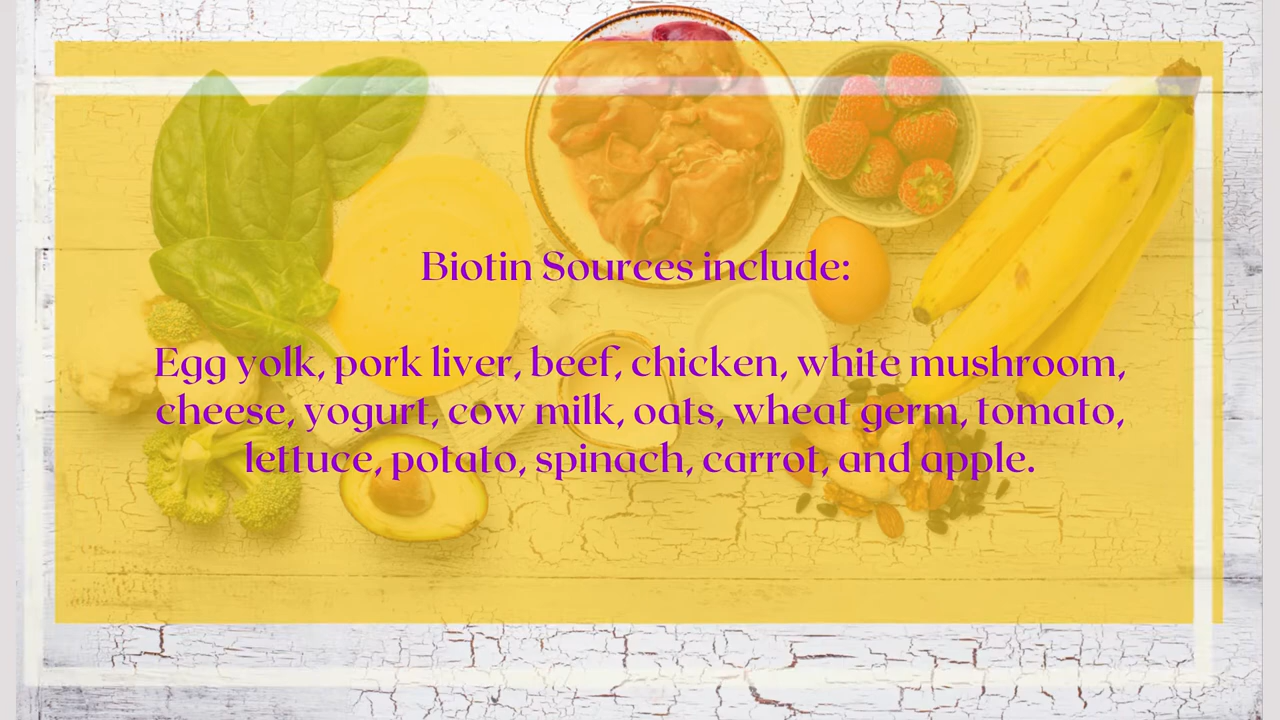 Biotin Sources include:
Egg yolk, pork liver, beef, chicken, white mushroom,
cheese, yogurt, cow milk, oats, wheat germ, tomato,
lettuce, potato, spinach, carrot, and apple.